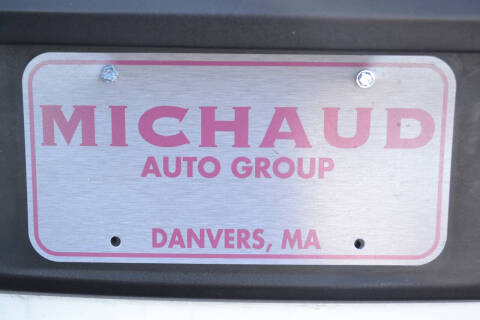 MICHAUD
AUTO GROUP
DANVERS, MA